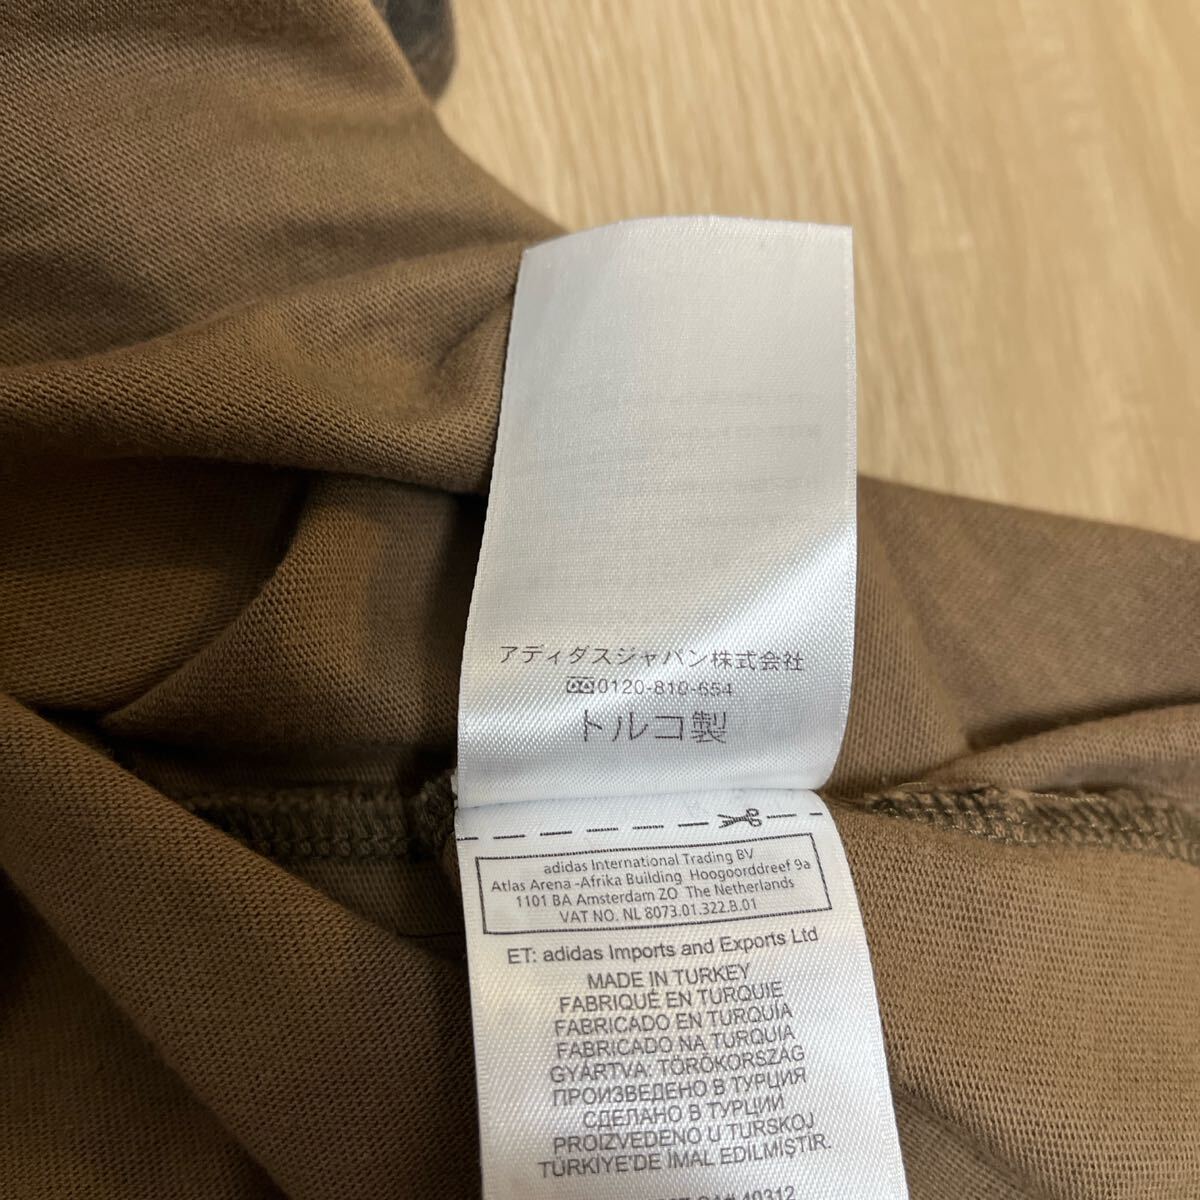 アディダスジャパン株式会社
0120-810-654
トルコ製
adidas International Trading BV
Atlas Arena -Afrika Building Hoogoorddreef 9a
1101 BA Amsterdam ZO The Netherlands
VAT NO. NL 8073.01.322.B.01
ET: adidas Imports and Exports Ltd
MADE IN TURKEY
FABRIQUÉ EN TURQUIE
FABRICADO EN TURQUÍA
FABRICADO NA TURQUIA
GYÁRTVA: TÖRÖKORSZÁG
ПРОИЗВЕДЕНО В ТУРЦИЯ
СДЕЛАНО В ТУРЦИИ
PROIZVEDENO U TURSKOJ
TÜRKİYE'DE İMAL EDİLMİŞTİR.
40312